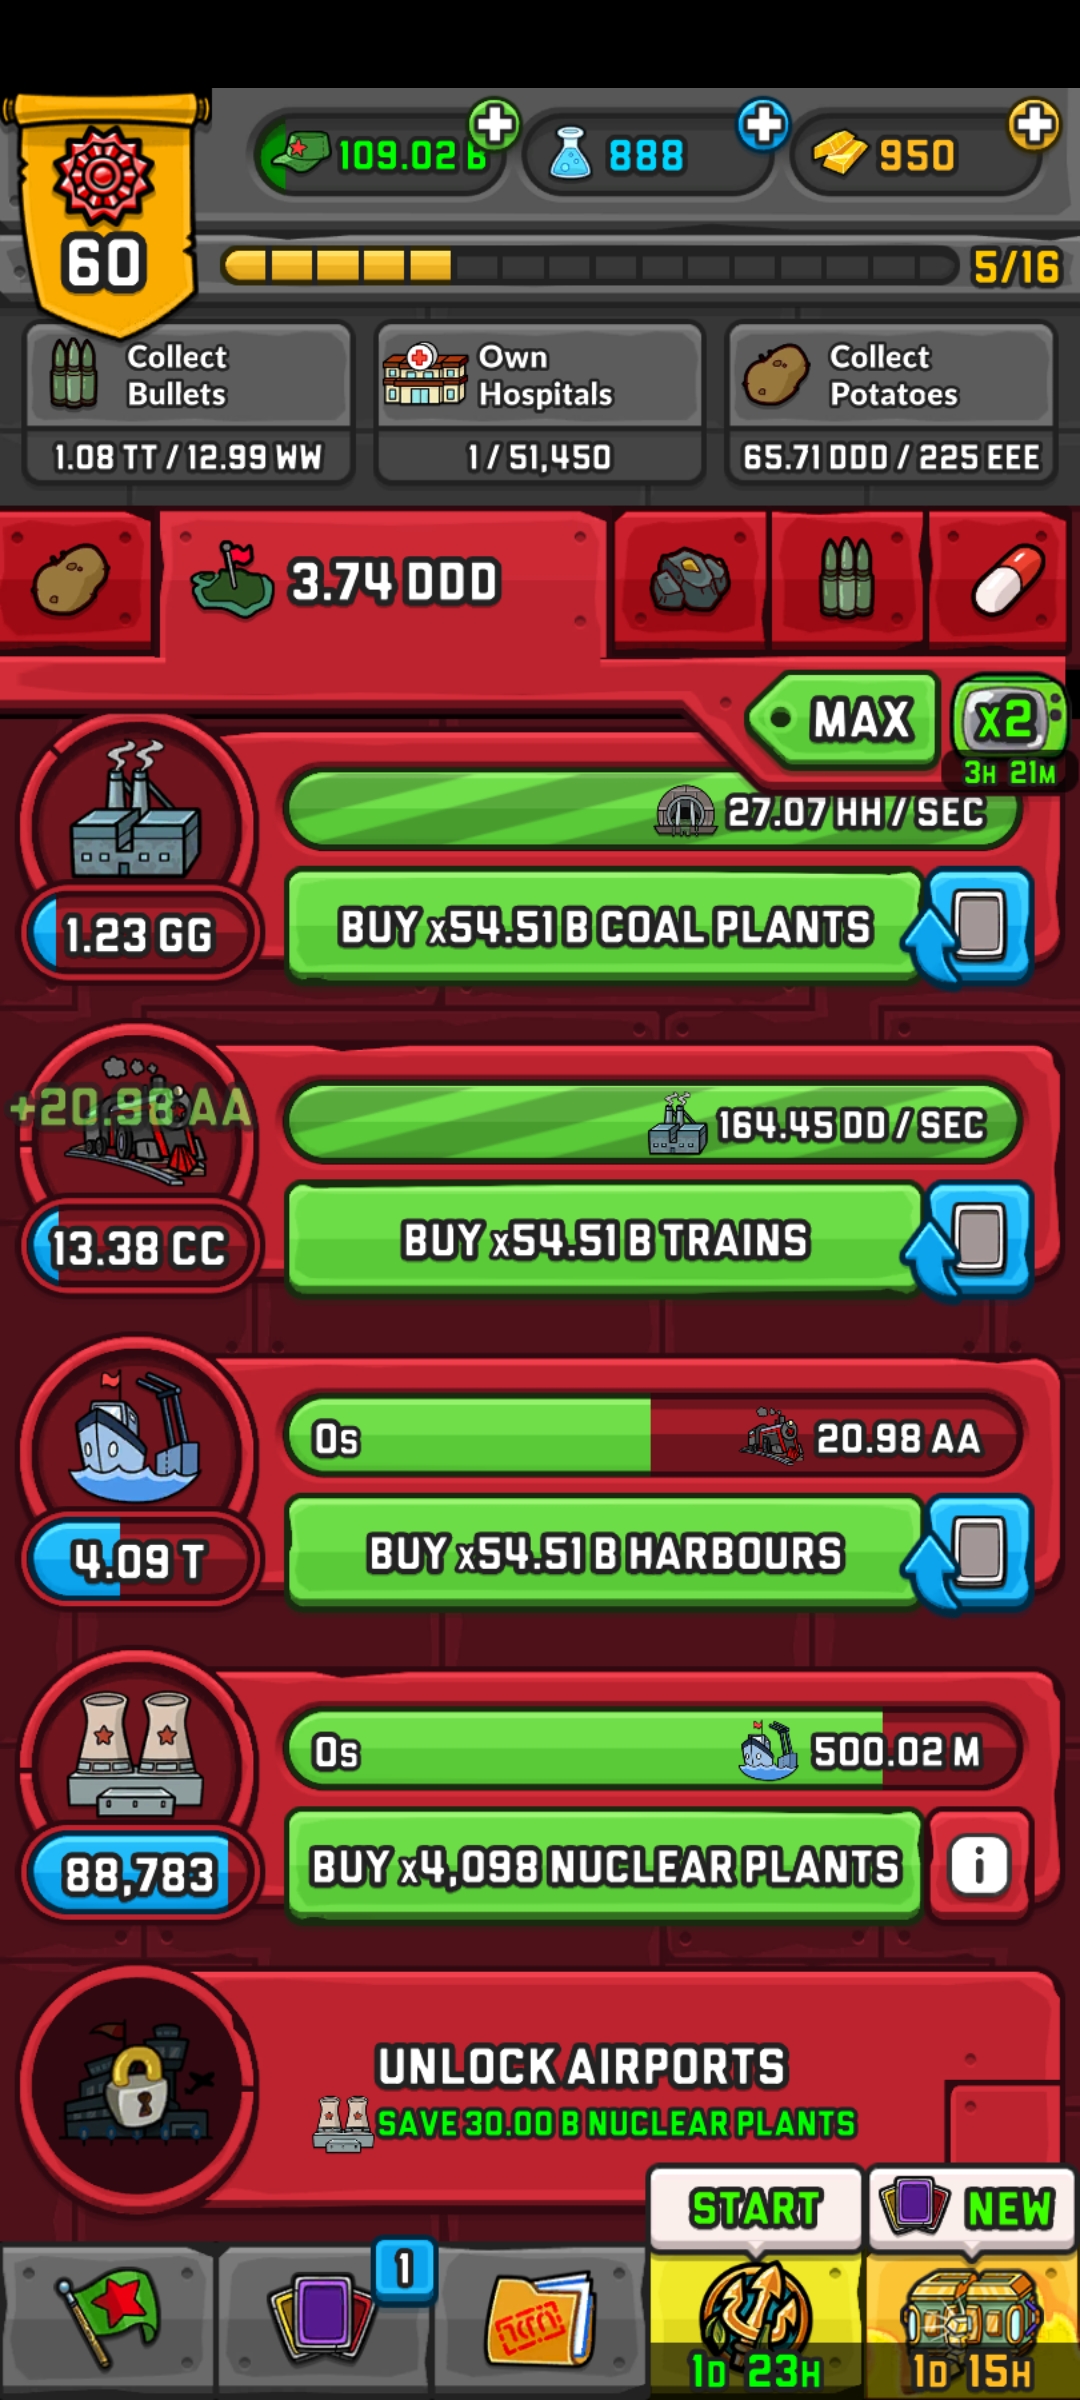 109.02 B
888
950
60
5/16
Collect
Bullets
1.08 TT / 12.99 WW
Own
Hospitals
1 / 51,450
Collect
Potatoes
65.71 DDD / 225 EEE
3.74 DDD
MAX
x2
3H 21M
27.07 HH / SEC
1.23 GG
BUY x54.51 B COAL PLANTS
+20.98 AA
164.45 DD / SEC
13.38 CC
BUY x54.51 B TRAINS
0s
20.98 AA
4.09 T
BUY x54.51 B HARBOURS
0s
500.02 M
88,783
BUY x4,098 NUCLEAR PLANTS
i
UNLOCK AIRPORTS
SAVE 30.00 B NUCLEAR PLANTS
START
NEW
1
1D 23H
1D 15H